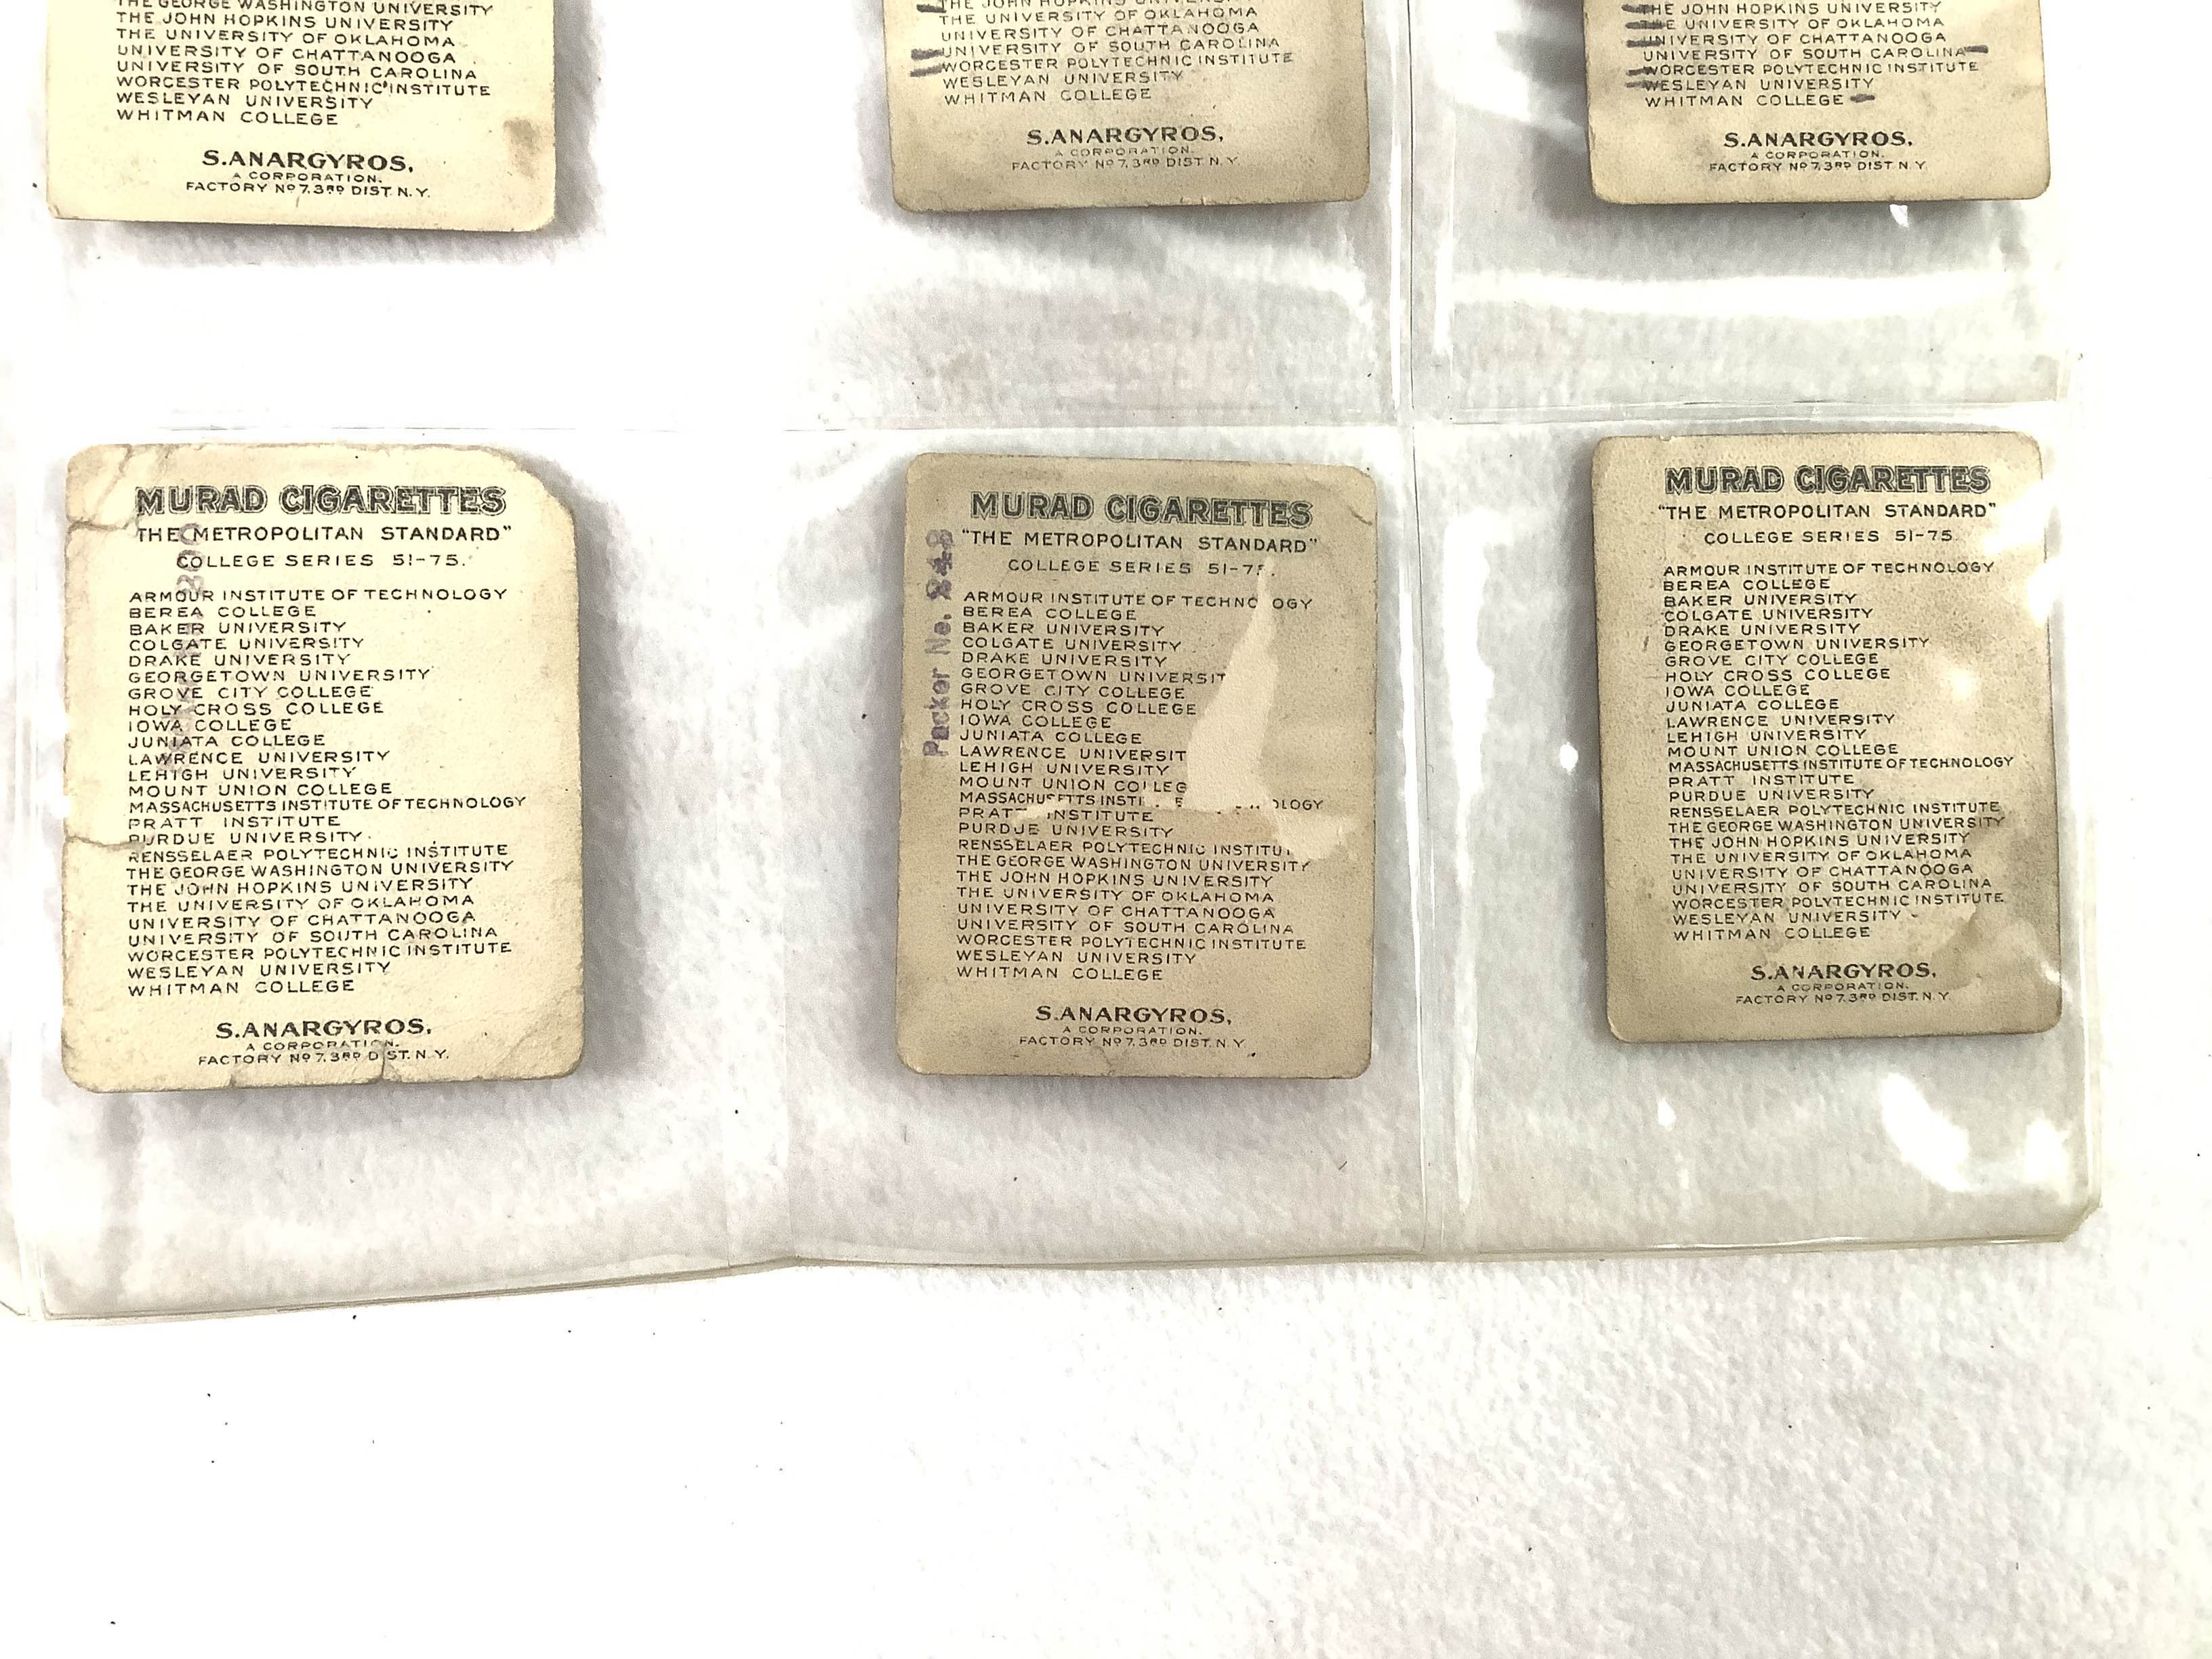 THE GEORGE WASHINGTON UNIVERSITY
THE JOHN HOPKINS UNIVERSITY
THE UNIVERSITY OF OKLAHOMA
UNIVERSITY OF CHATTANOOGA
UNIVERSITY OF SOUTH CAROLINA
WORCESTER POLYTECHNIC INSTITUTE
WESLEYAN UNIVERSITY
WHITMAN COLLEGE
S. ANARGYROS,
A CORPORATION.
FACTORY Nº 7, 3RD DIST. N.Y.
THE JOHN HOPKINS UNIVERSITY
THE UNIVERSITY OF OKLAHOMA
UNIVERSITY OF CHATTANOOGA
UNIVERSITY OF SOUTH CAROLINA
WORCESTER POLYTECHNIC INSTITUTE
WESLEYAN UNIVERSITY
WHITMAN COLLEGE
S. ANARGYROS,
A CORPORATION.
FACTORY Nº 7, 3RD DIST. N.Y.
THE JOHN HOPKINS UNIVERSITY
THE UNIVERSITY OF OKLAHOMA
UNIVERSITY OF CHATTANOOGA
UNIVERSITY OF SOUTH CAROLINA
WORCESTER POLYTECHNIC INSTITUTE
WESLEYAN UNIVERSITY
WHITMAN COLLEGE
S. ANARGYROS,
A CORPORATION.
FACTORY Nº 7, 3RD DIST. N.Y.
MURAD CIGARETTES
THE METROPOLITAN STANDARD"
COLLEGE SERIES 51-75.
ARMOUR INSTITUTE OF TECHNOLOGY
BEREA COLLEGE
BAKER UNIVERSITY
COLGATE UNIVERSITY
DRAKE UNIVERSITY
GEORGETOWN UNIVERSITY
GROVE CITY COLLEGE
HOLY CROSS COLLEGE
IOWA COLLEGE
JUNIATA COLLEGE
LAWRENCE UNIVERSITY
LEHIGH UNIVERSITY
MOUNT UNION COLLEGE
MASSACHUSETTS INSTITUTE OF TECHNOLOGY
PRATT INSTITUTE
PURDUE UNIVERSITY
RENSSELAER POLYTECHNIC INSTITUTE
THE GEORGE WASHINGTON UNIVERSITY
THE JOHN HOPKINS UNIVERSITY
THE UNIVERSITY OF OKLAHOMA
UNIVERSITY OF CHATTANOOGA
UNIVERSITY OF SOUTH CAROLINA
WORCESTER POLYTECHNIC INSTITUTE
WESLEYAN UNIVERSITY
WHITMAN COLLEGE
S. ANARGYROS,
A CORPORATION.
FACTORY Nº 7, 3RD DIST. N.Y.
Packer No.
MURAD CIGARETTES
"THE METROPOLITAN STANDARD"
COLLEGE SERIES 51-7
ARMOUR INSTITUTE OF TECHNO OGY
BEREA COLLEGE
BAKER UNIVERSITY
COLGATE UNIVERSITY
DRAKE UNIVERSITY
GEORGETOWN UNIVERSIT
GROVE CITY COLLEGE
HOLY CROSS COLLEGE
IOWA COLLEGE
JUNIATA COLLEGE
LAWRENCE UNIVERSIT
LEHIGH UNIVERSITY
MOUNT UNION COLLEG
MASSACHUSETTS INSTI OLOGY
PRAT INSTITUTE
PURDUE UNIVERSITY
RENSSELAER POLYTECHNIC INSTITUT
THE GEORGE WASHINGTON UNIVERSITY
THE JOHN HOPKINS UNIVERSITY
THE UNIVERSITY OF OKLAHOMA
UNIVERSITY OF CHATTANOOGA
UNIVERSITY OF SOUTH CAROLINA
WORCESTER POLYTECHNIC INSTITUTE
WESLEYAN UNIVERSITY
WHITMAN COLLEGE
S. ANARGYROS,
A CORPORATION.
FACTORY Nº 7, 3RD DIST. N.Y.
MURAD CIGARETTES
"THE METROPOLITAN STANDARD"
COLLEGE SERIES 51-75
ARMOUR INSTITUTE OF TECHNOLOGY
BEREA COLLEGE
BAKER UNIVERSITY
COLGATE UNIVERSITY
DRAKE UNIVERSITY
GEORGETOWN UNIVERSITY
GROVE CITY COLLEGE
HOLY CROSS COLLEGE
IOWA COLLEGE
JUNIATA COLLEGE
LAWRENCE UNIVERSITY
LEHIGH UNIVERSITY
MOUNT UNION COLLEGE
MASSACHUSETTS INSTITUTE OF TECHNOLOGY
PRATT INSTITUTE
PURDUE UNIVERSITY
RENSSELAER POLYTECHNIC INSTITUTE
THE GEORGE WASHINGTON UNIVERSITY
THE JOHN HOPKINS UNIVERSITY
THE UNIVERSITY OF OKLAHOMA
UNIVERSITY OF CHATTANOOGA
UNIVERSITY OF SOUTH CAROLINA
WORCESTER POLYTECHNIC INSTITUTE
WESLEYAN UNIVERSITY
WHITMAN COLLEGE
S. ANARGYROS,
A CORPORATION.
FACTORY Nº 7, 3RD DIST. N.Y.